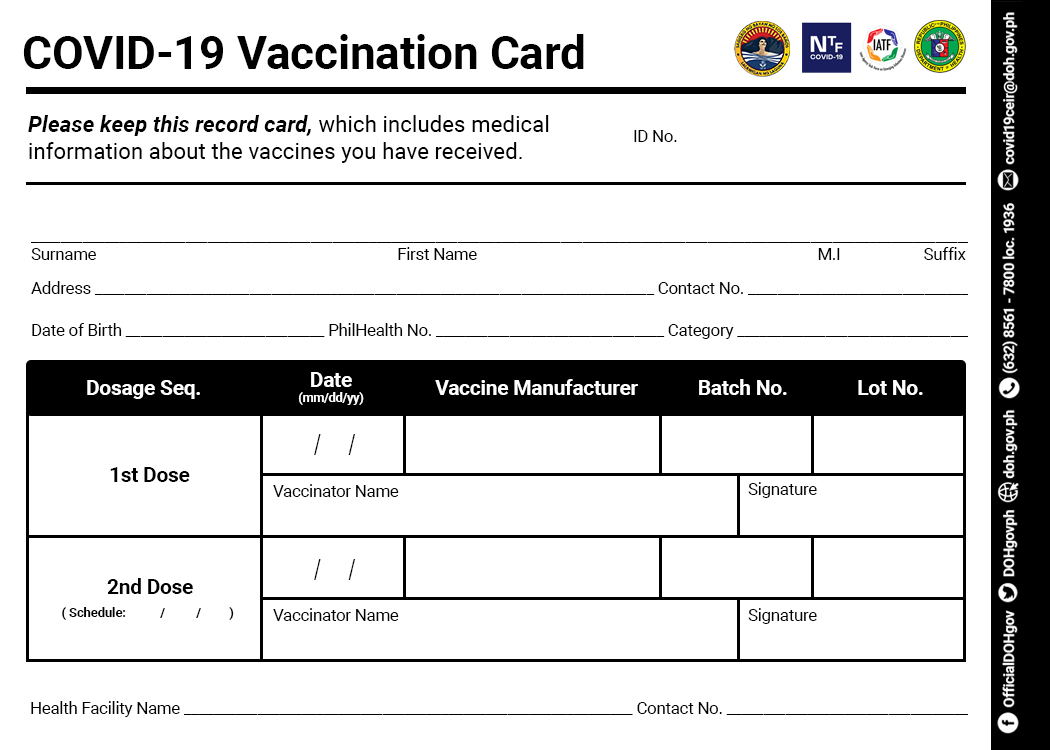 COVID-19 Vaccination Card
NTF
COVID-19
IATF
Please keep this record card, which includes medical
information about the vaccines you have received.
ID No.
Surname First Name M.I Suffix
Address Contact No.
Date of Birth PhilHealth No. Category
Dosage Seq. Date (mm/dd/yy) Vaccine Manufacturer Batch No. Lot No.
1st Dose / /
Vaccinator Name Signature
2nd Dose / /
( Schedule: / / )
Vaccinator Name Signature
Health Facility Name Contact No.
OfficialDOHgov DOHgovph doh.gov.ph (632) 8561 - 7800 loc. 1936 covid19ceir@doh.gov.ph